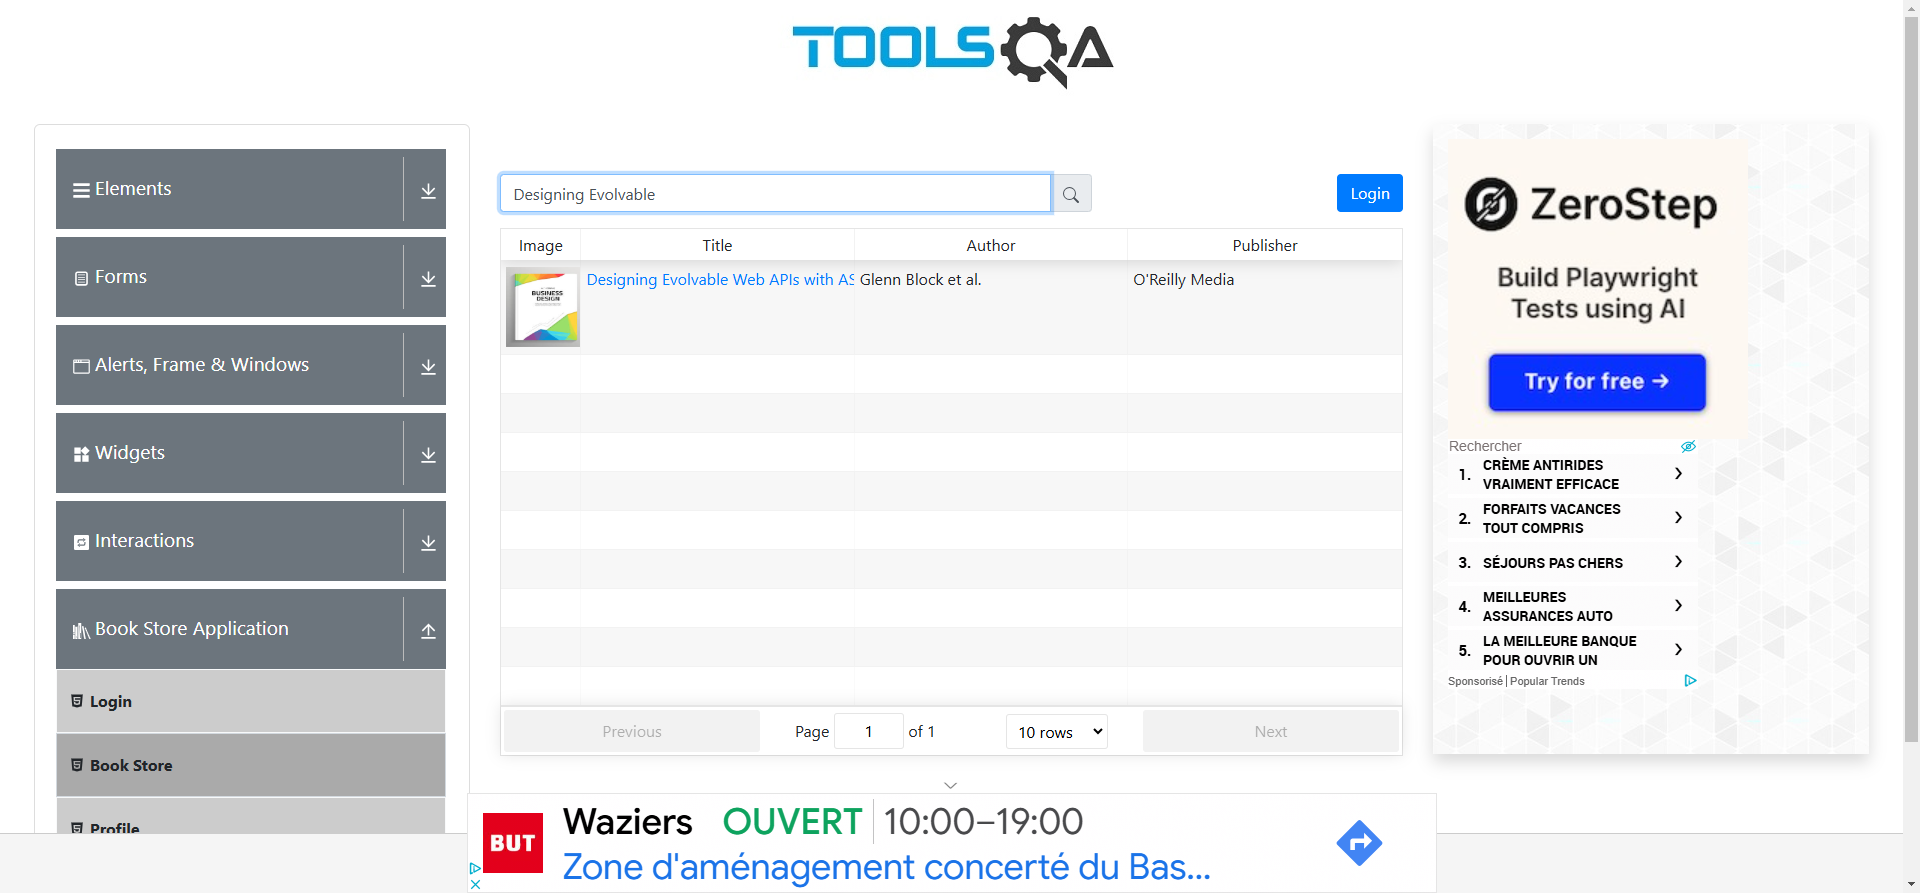 TOOLSQA
Elements
Forms
Alerts, Frame & Windows
Widgets
Interactions
Book Store Application
Login
Book Store
Profile
Designing Evolvable
Login
Image Title Author Publisher
BUSINESS
DESIGN
Designing Evolvable Web APIs with AS Glenn Block et al. O'Reilly Media
Previous Page 1 of 1 10 rows Next
ZeroStep
Build Playwright
Tests using AI
Try for free →
Rechercher
1. CRÈME ANTIRIDES
VRAIMENT EFFICACE
2. FORFAITS VACANCES
TOUT COMPRIS
3. SÉJOURS PAS CHERS
4. MEILLEURES
ASSURANCES AUTO
5. LA MEILLEURE BANQUE
POUR OUVRIR UN
Sponsorisé | Popular Trends
BUT
Waziers OUVERT 10:00–19:00
Zone d'aménagement concerté du Bas...